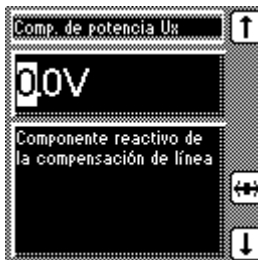 Comp. de potencia Ux
0.0V
Componente reactivo de
la compensación de línea